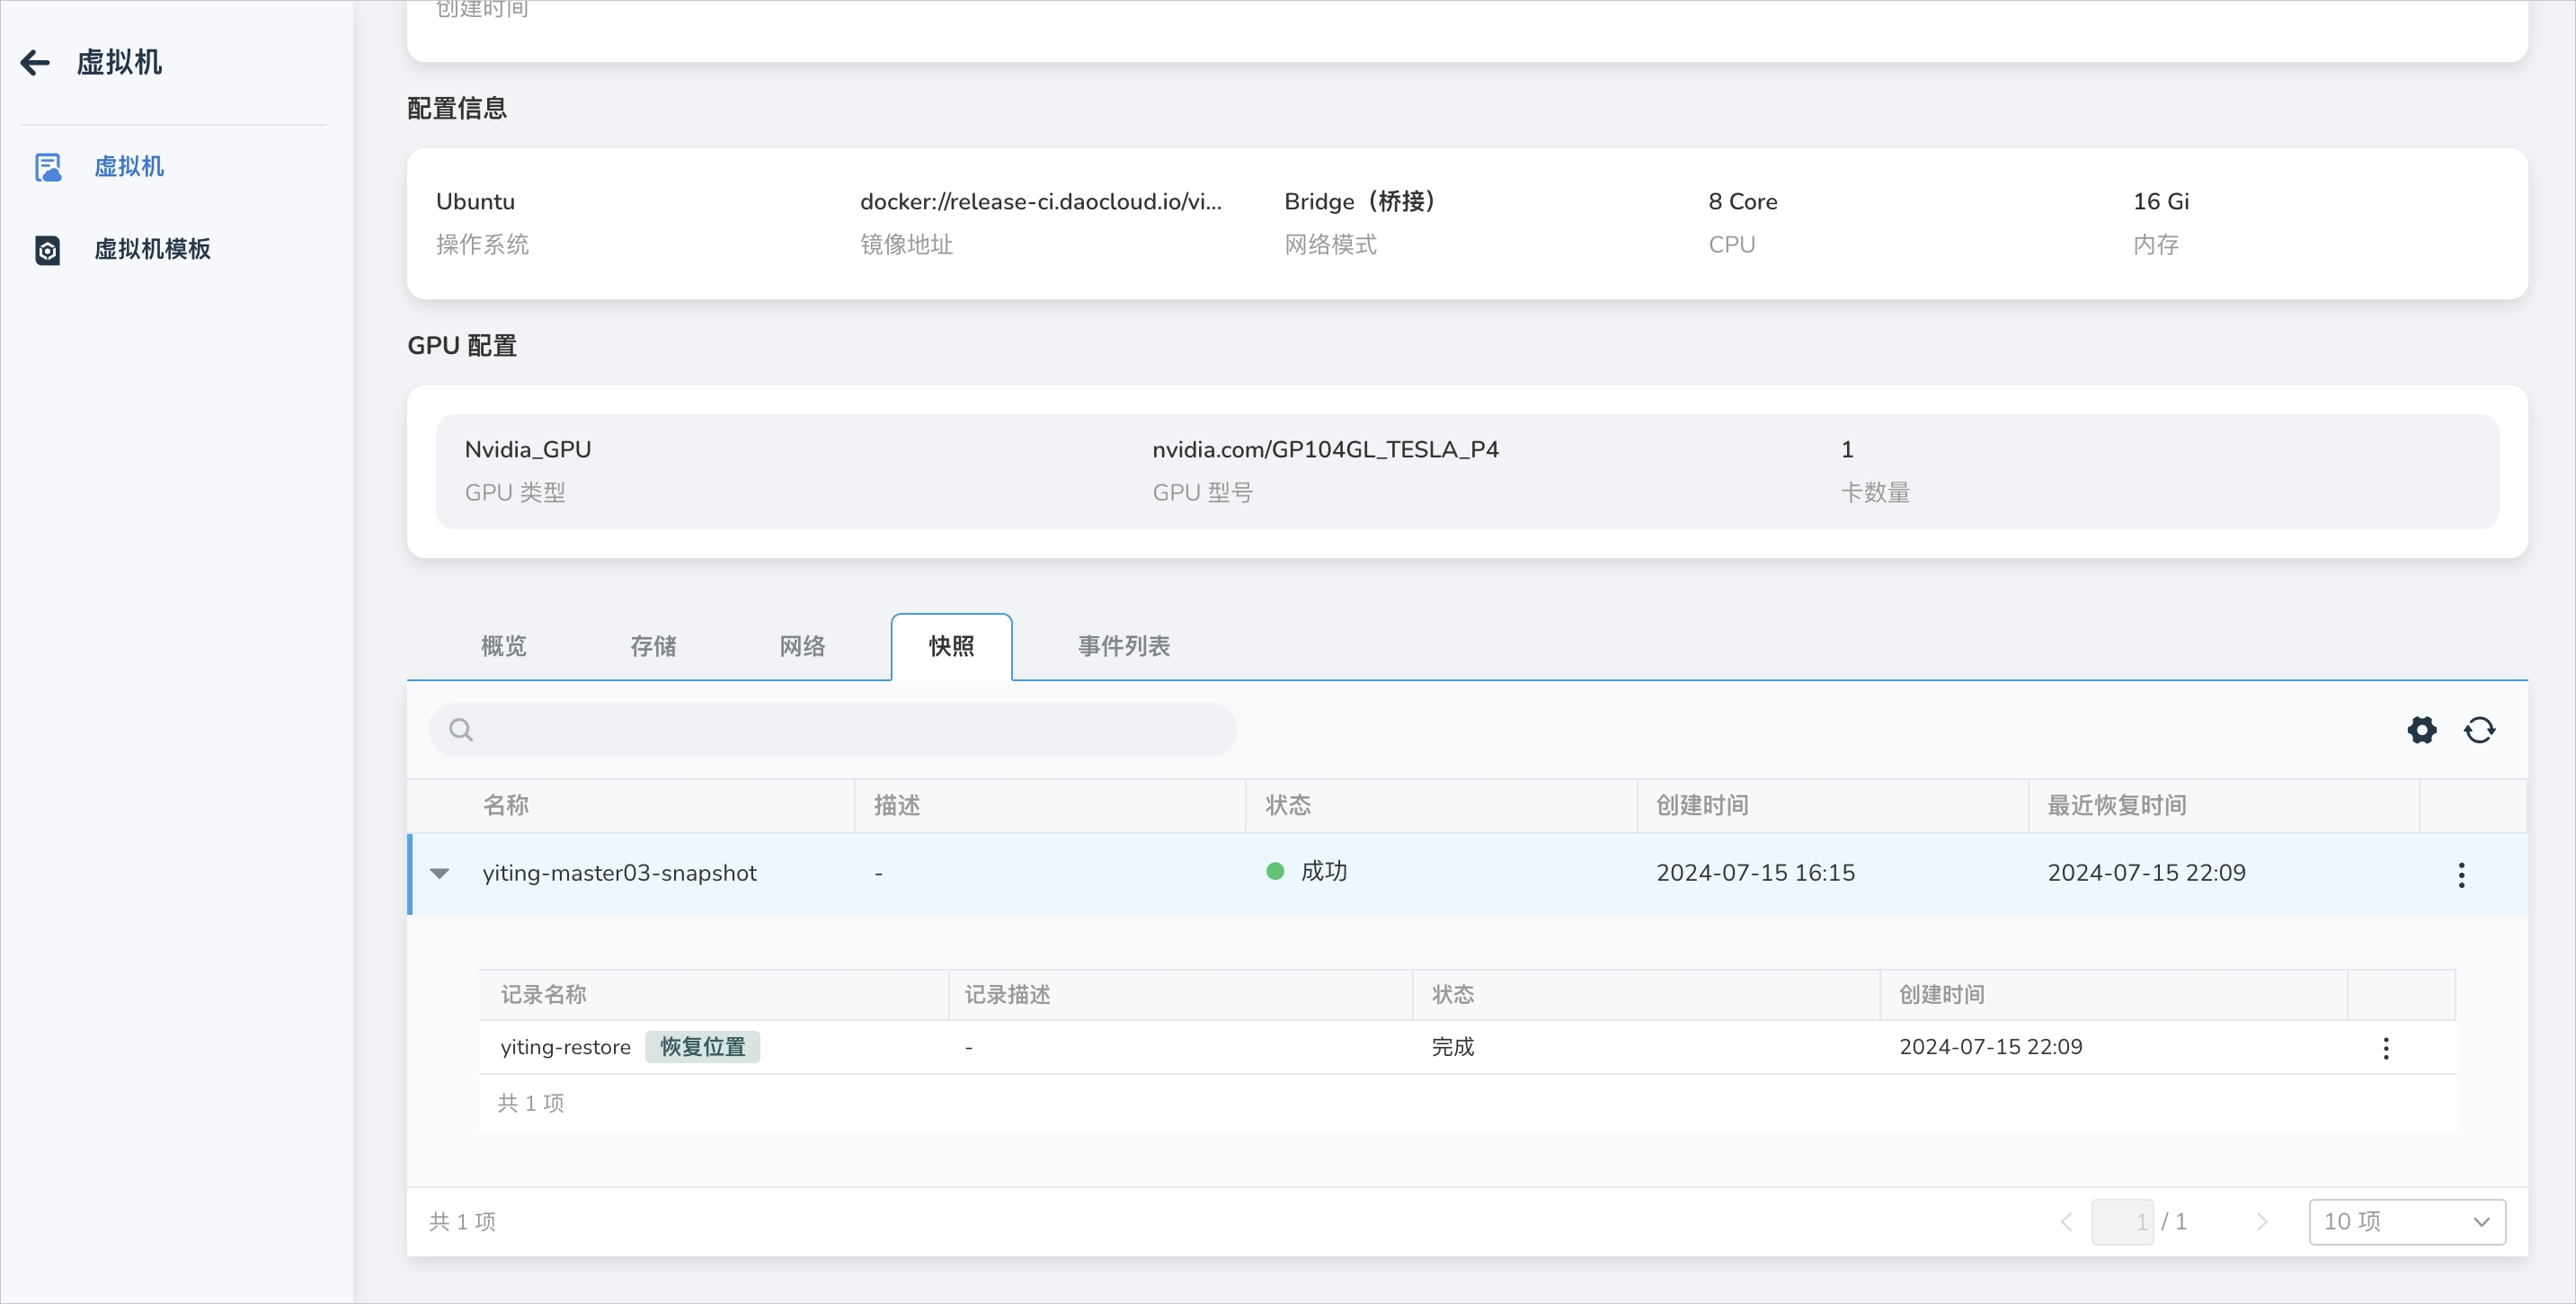 虚拟机
虚拟机
虚拟机模板
创建时间
配置信息
Ubuntu
操作系统
docker://release-ci.daocloud.io/vi...
镜像地址
Bridge（桥接）
网络模式
8 Core
CPU
16 Gi
内存
GPU 配置
Nvidia_GPU
GPU 类型
nvidia.com/GP104GL_TESLA_P4
GPU 型号
1
卡数量
概览 存储 网络 快照 事件列表
名称 描述 状态 创建时间 最近恢复时间
yiting-master03-snapshot - 成功 2024-07-15 16:15 2024-07-15 22:09
记录名称 记录描述 状态 创建时间
yiting-restore 恢复位置 - 完成 2024-07-15 22:09
共 1 项
共 1 项 1 / 1 10 项